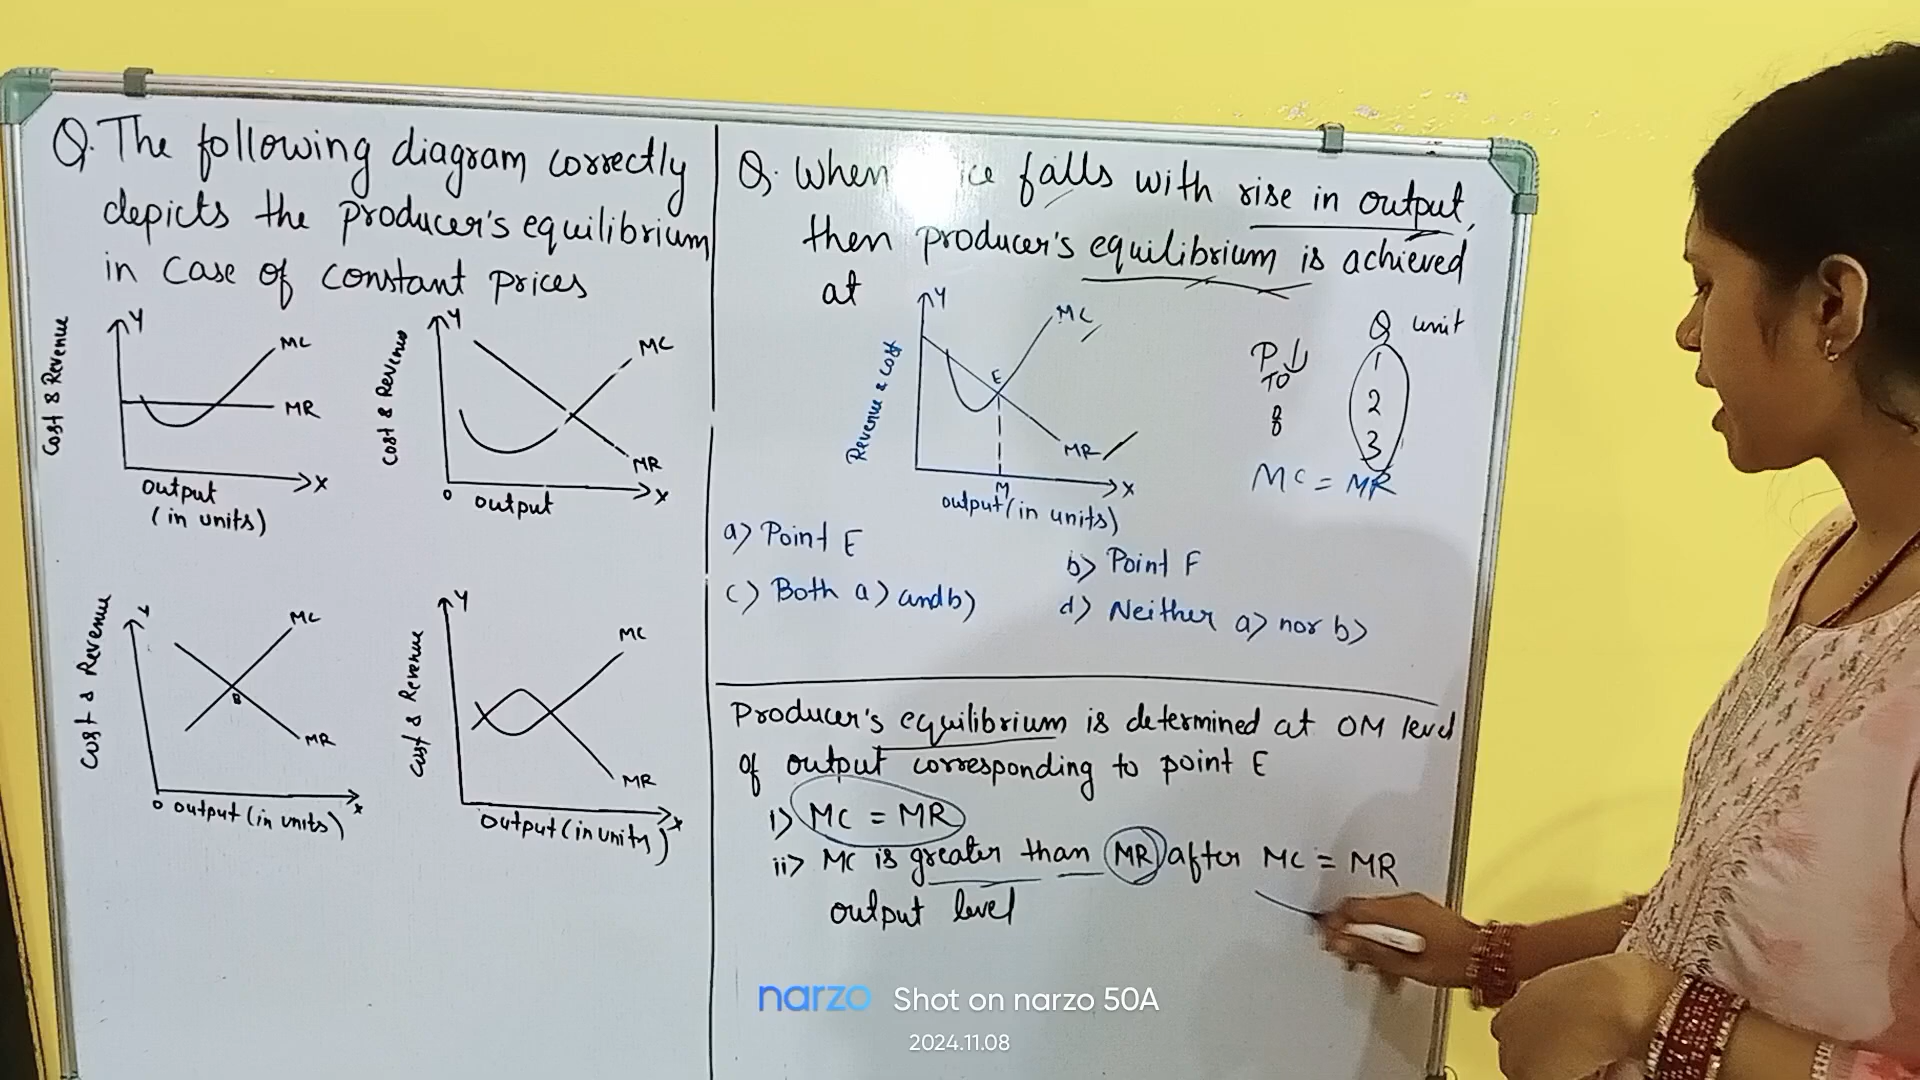 Q. The following diagram correctly
depicts the producer's equilibrium
in case of constant prices
Y
MC
MR
Cost & Revenue
X
output
(in units)
Y
MC
MR
Cost & Revenue
O
X
output
MC
MR
B
Cost & Revenue
O
X
output (in units)
Y
MC
MR
Cost & Revenue
X
output (in units)
Q. When falls with rise in output,
then producer's equilibrium is achieved
at
Y
MC
E
MR
Revenue & Cost
M
X
output (in units)
Q unit
P ↓
1
10
2
8
3
MC = MR
a) Point E
b) Point F
c) Both a) and b)
d) Neither a) nor b)
Producer's equilibrium is determined at OM level
of output corresponding to point E
i) MC = MR
ii) MC is greater than MR after MC = MR
output level
narzo Shot on narzo 50A
2024.11.08